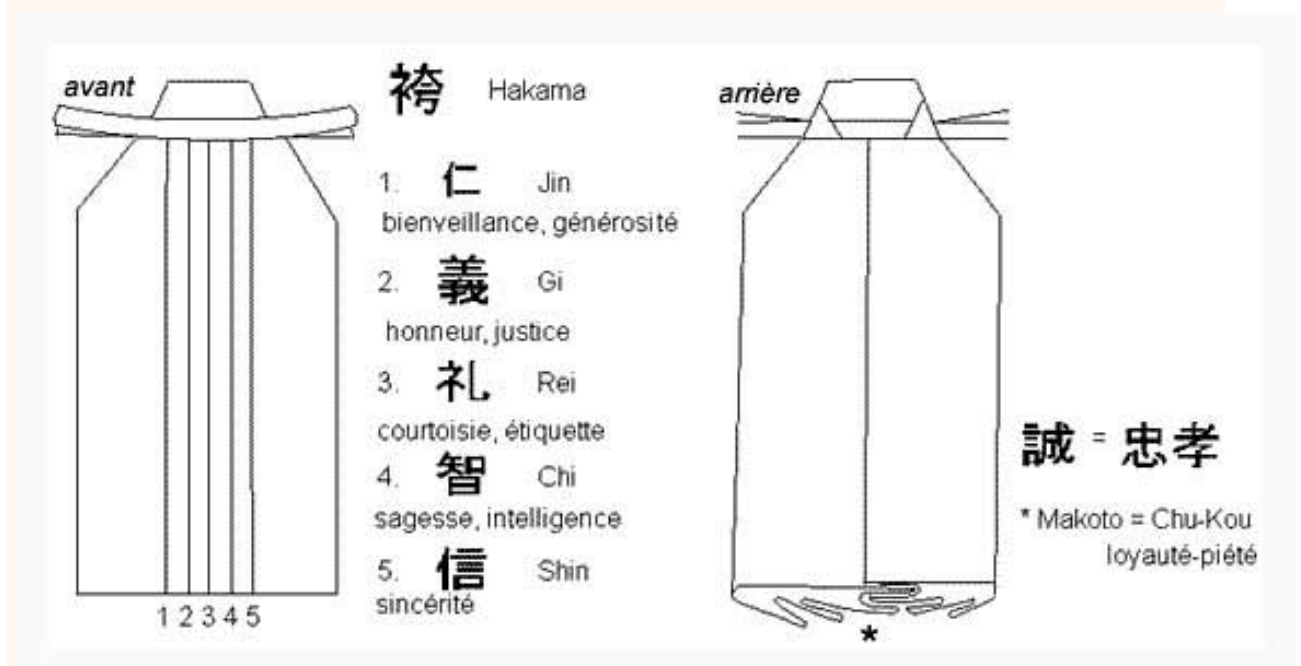 avant
袴 Hakama
1. 仁 Jin
bienveillance, générosité
2. 義 Gi
honneur, justice
3. 礼 Rei
courtoisie, étiquette
4. 智 Chi
sagesse, intelligence
5. 信 Shin
sincérité
1 2 3 4 5
arrière
誠 = 忠孝
* Makoto = Chu-Kou
loyauté-piété
*